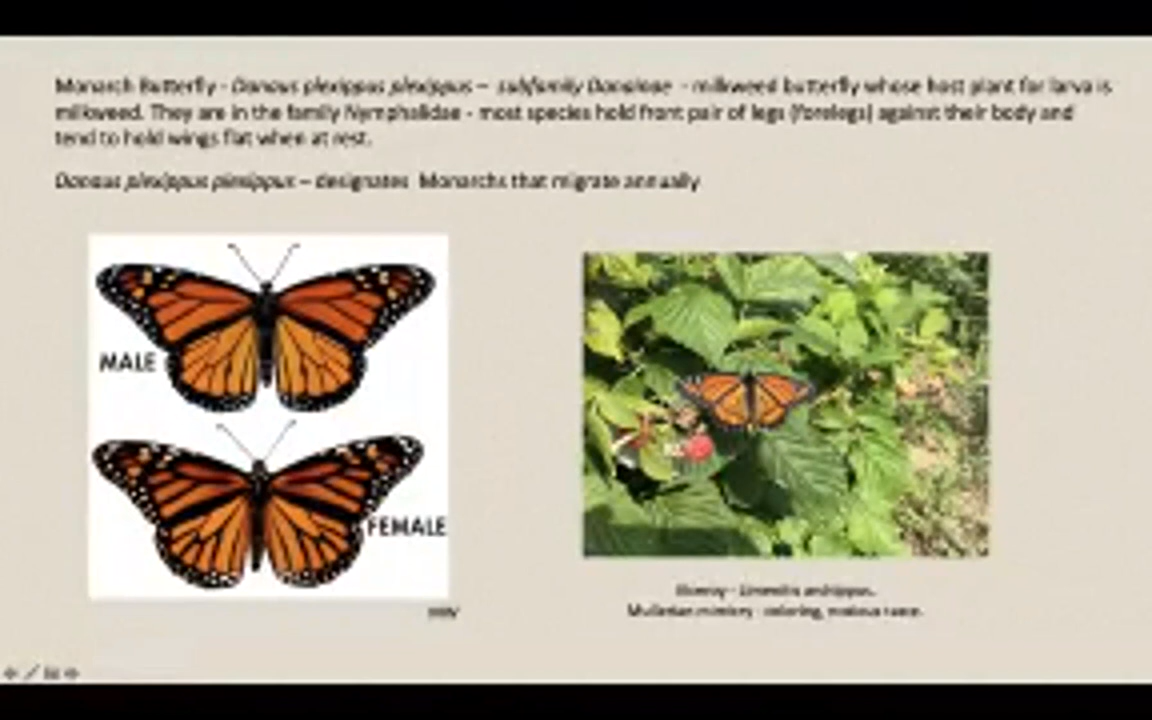 Monarch Butterfly - Danaus plexippus plexippus – subfamily Danainae - milkweed butterfly whose host plant for larva is
milkweed. They are in the family Nymphalidae - most species hold front pair of legs (forelegs) against their body and
tend to hold wings flat when at rest.
Danaus plexippus plexippus – designates Monarchs that migrate annually
MALE
FEMALE
Limenitis archippus.
Mullerian mimicry - coloring, noxious taste.